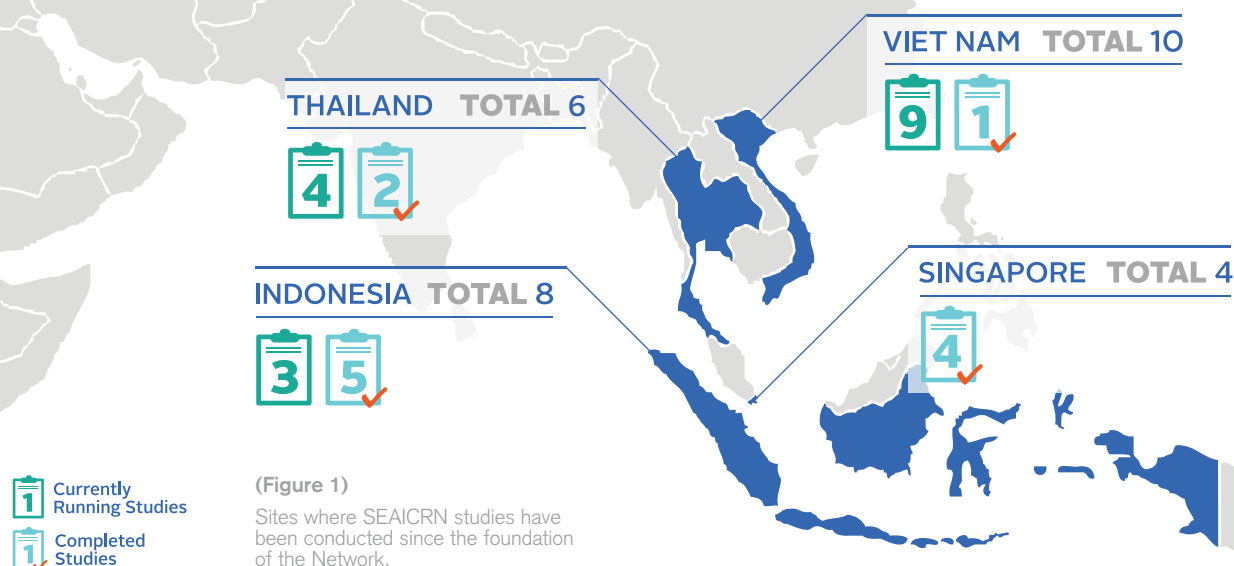 VIET NAM TOTAL 10
9 1
THAILAND TOTAL 6
4 2
SINGAPORE TOTAL 4
4
INDONESIA TOTAL 8
3 5
1 Currently
Running Studies
1 Completed
Studies
(Figure 1)
Sites where SEAICRN studies have
been conducted since the foundation
of the Network.